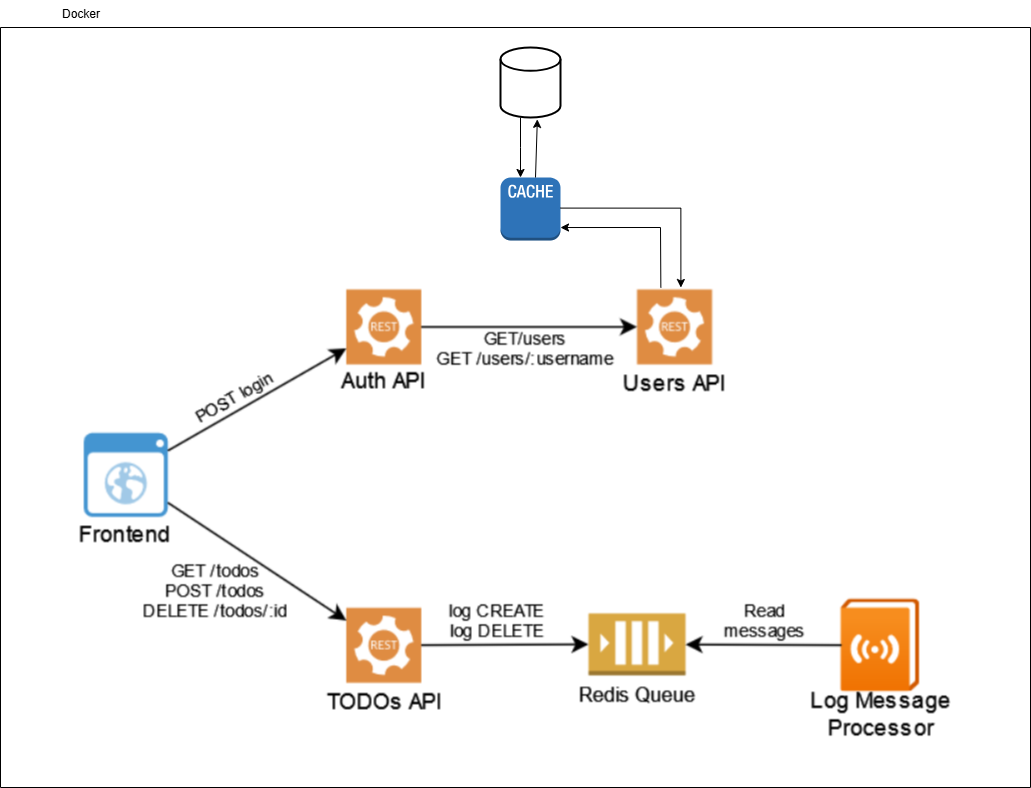 Docker
CACHE
REST
REST
GET/users
GET /users/:username
Auth API
Users API
POST login
Frontend
GET /todos
POST /todos
DELETE /todos/:id
REST
log CREATE
log DELETE
Read
messages
TODOs API
Redis Queue
Log Message
Processor